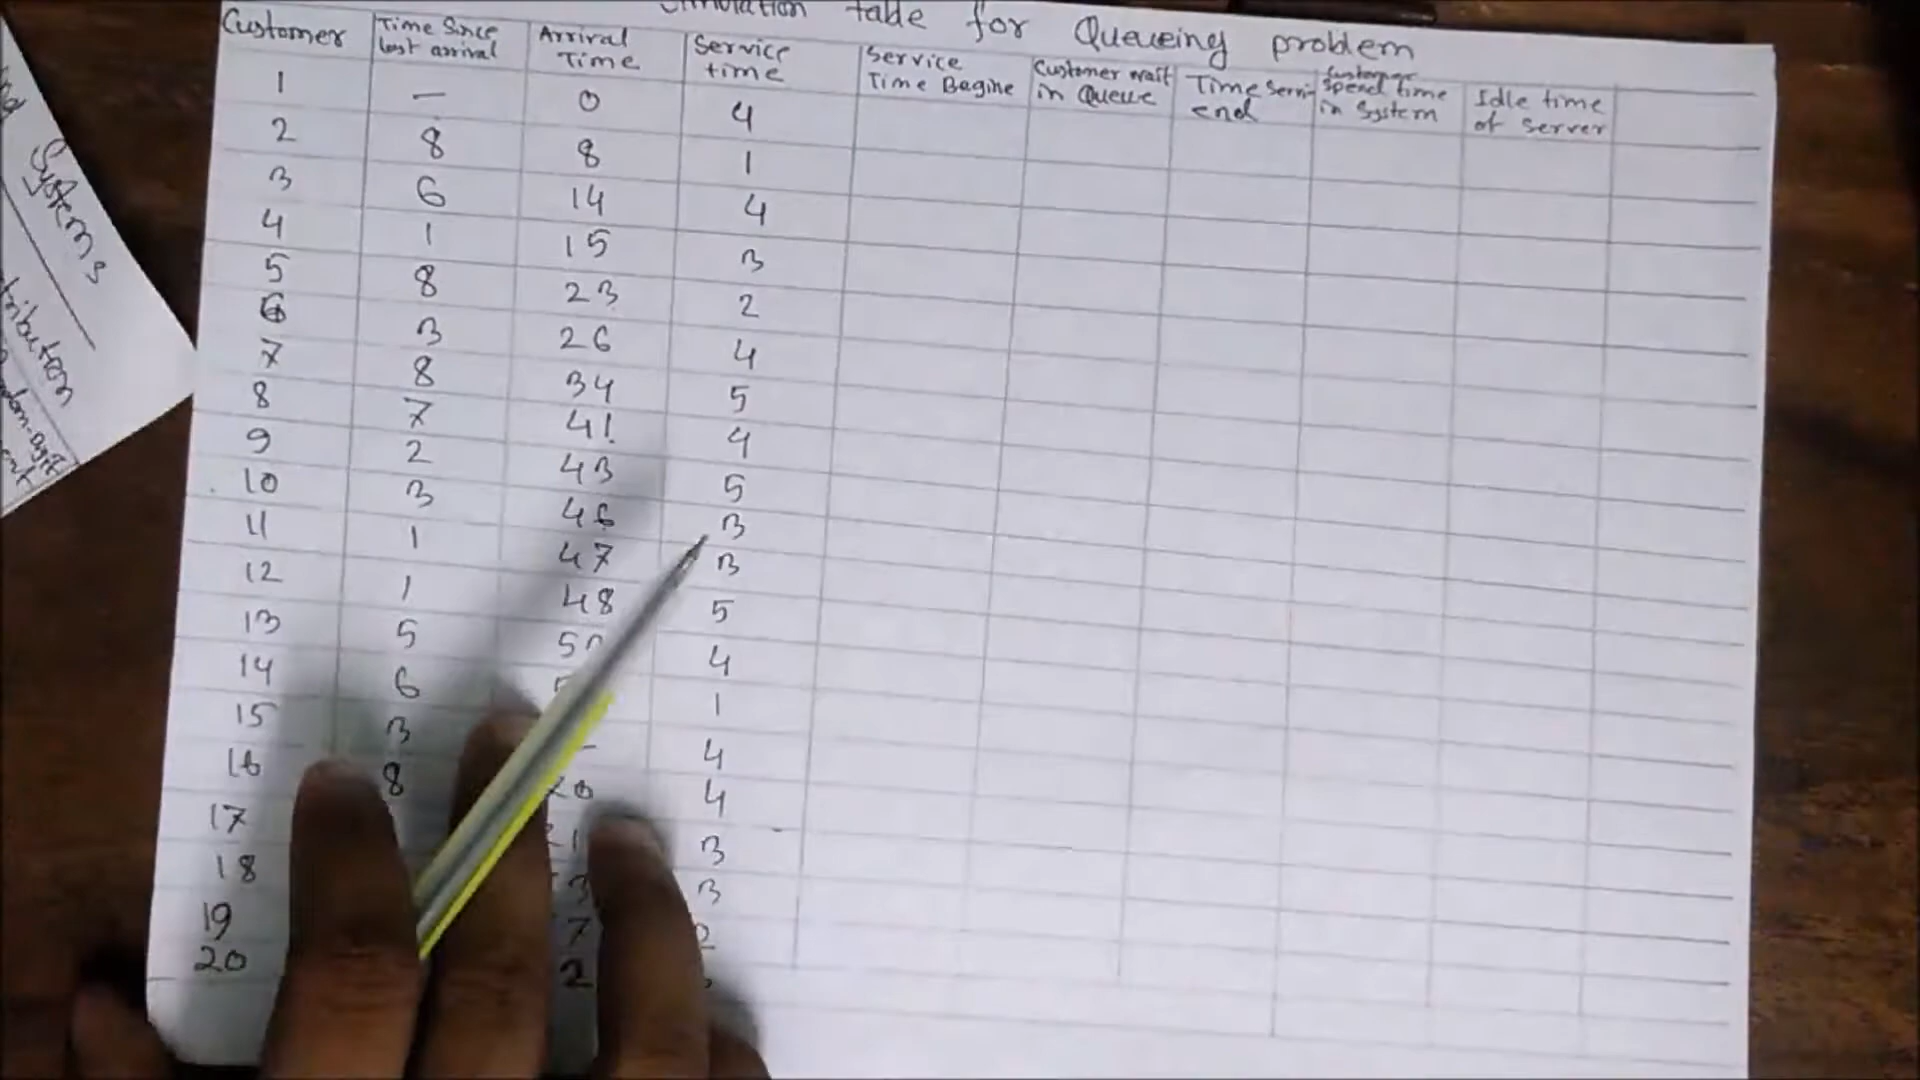 table for Queueing problem
Customer Time Since last arrival Arrival Time Service time Service Time Begine Customer wait in Queue Time Servi end Customer spend time in System Idle time of server
1 — 0 4
2 8 8 1
3 6 14 4
4 1 15 3
5 8 23 2
6 3 26 4
7 8 34 5
8 7 41 4
9 2 43 5
10 3 46 3
11 1 47 3
12 1 48 5
13 5 4
14 6 1
15 3 4
16 8 4
17 3
18 3
19
20
Systems